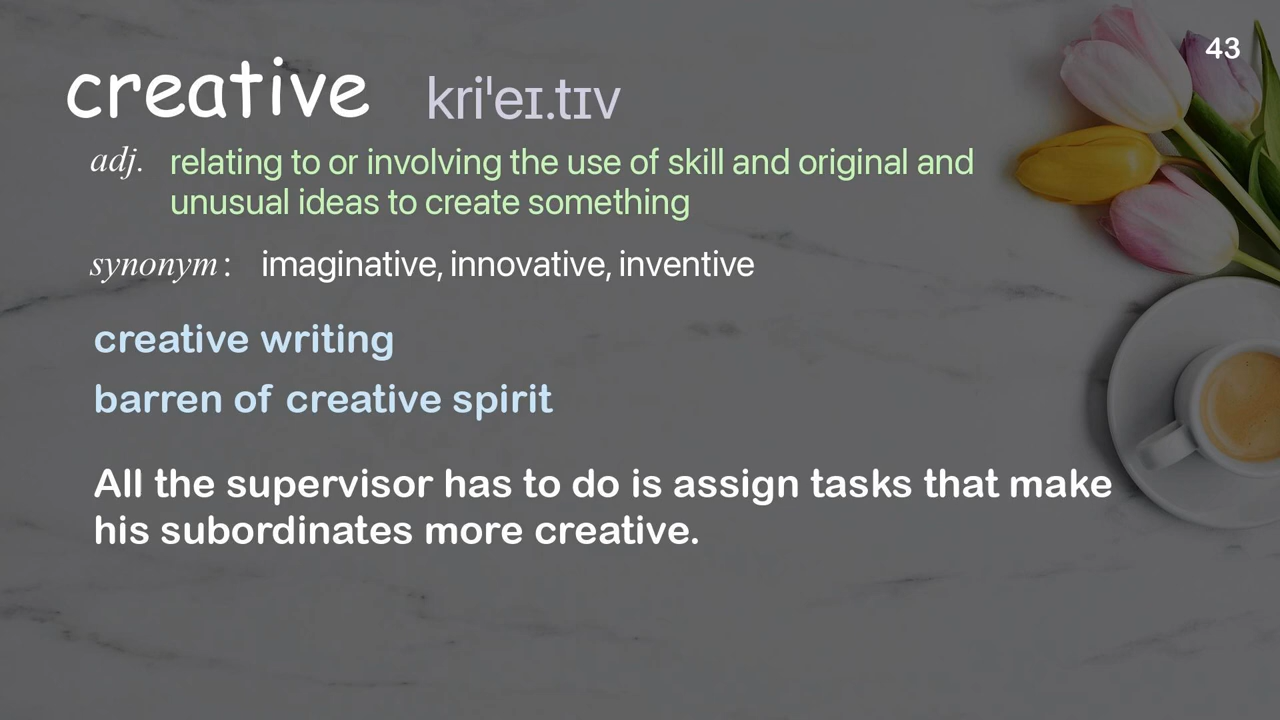 43
creative kri'eɪ.tɪv
adj. relating to or involving the use of skill and original and
unusual ideas to create something
synonym : imaginative, innovative, inventive
creative writing
barren of creative spirit
All the supervisor has to do is assign tasks that make
his subordinates more creative.